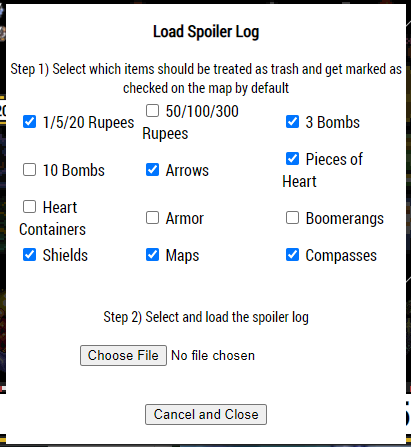 Load Spoiler Log
Step 1) Select which items should be treated as trash and get marked as
checked on the map by default
1/5/20 Rupees
50/100/300
Rupees
3 Bombs
10 Bombs
Arrows
Pieces of
Heart
Heart
Containers
Armor
Boomerangs
Shields
Maps
Compasses
Step 2) Select and load the spoiler log
Choose File No file chosen
Cancel and Close